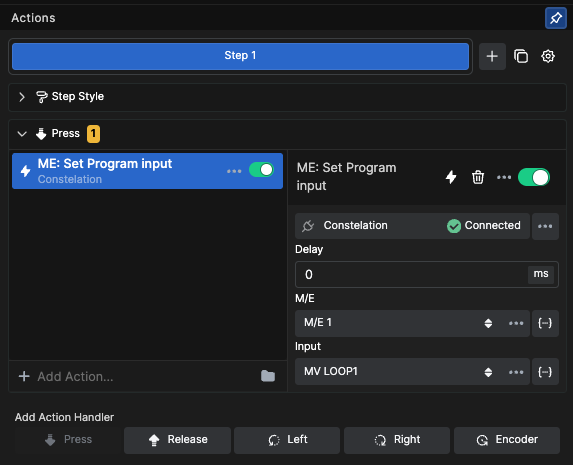 Actions
Step 1
Step Style
Press 1
ME: Set Program input
Constelation
ME: Set Program
input
Constelation
Connected
Delay
0
ms
M/E
M/E 1
Input
MV LOOP1
Add Action...
Add Action Handler
Press
Release
Left
Right
Encoder